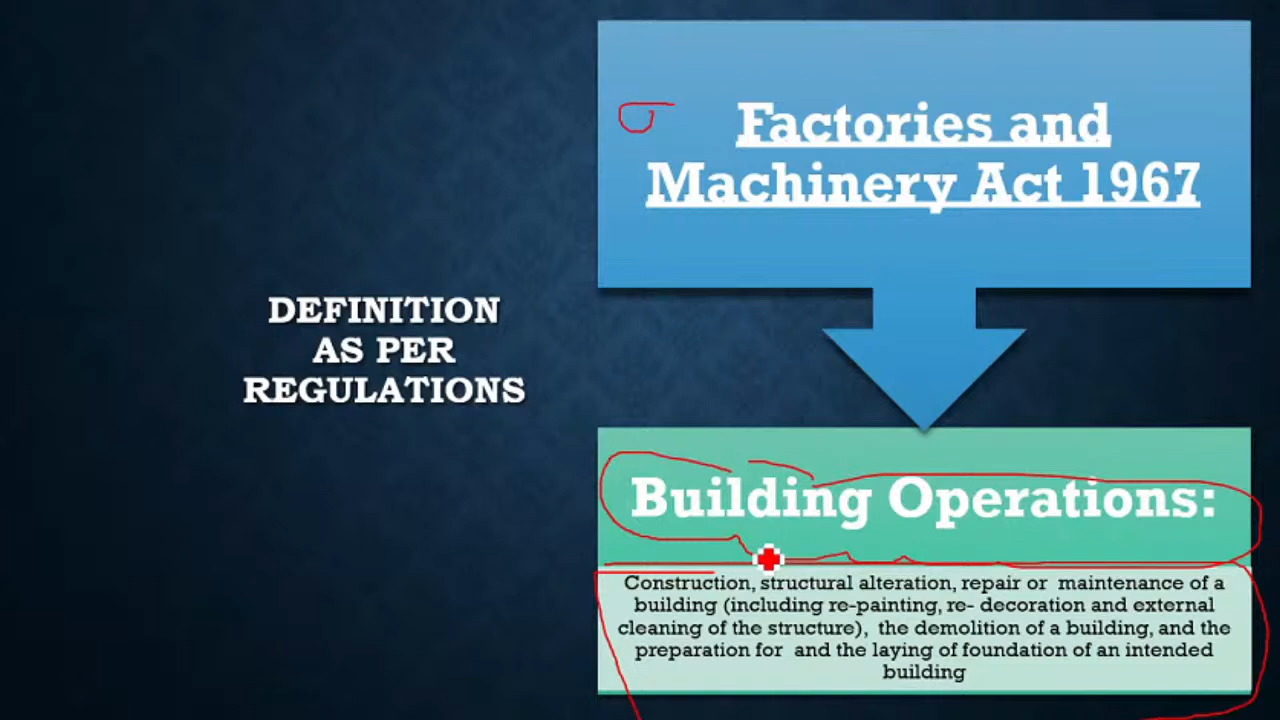 DEFINITION
AS PER
REGULATIONS
Factories and
Machinery Act 1967
Building Operations:
Construction, structural alteration, repair or maintenance of a
building (including re-painting, re- decoration and external
cleaning of the structure), the demolition of a building, and the
preparation for and the laying of foundation of an intended
building